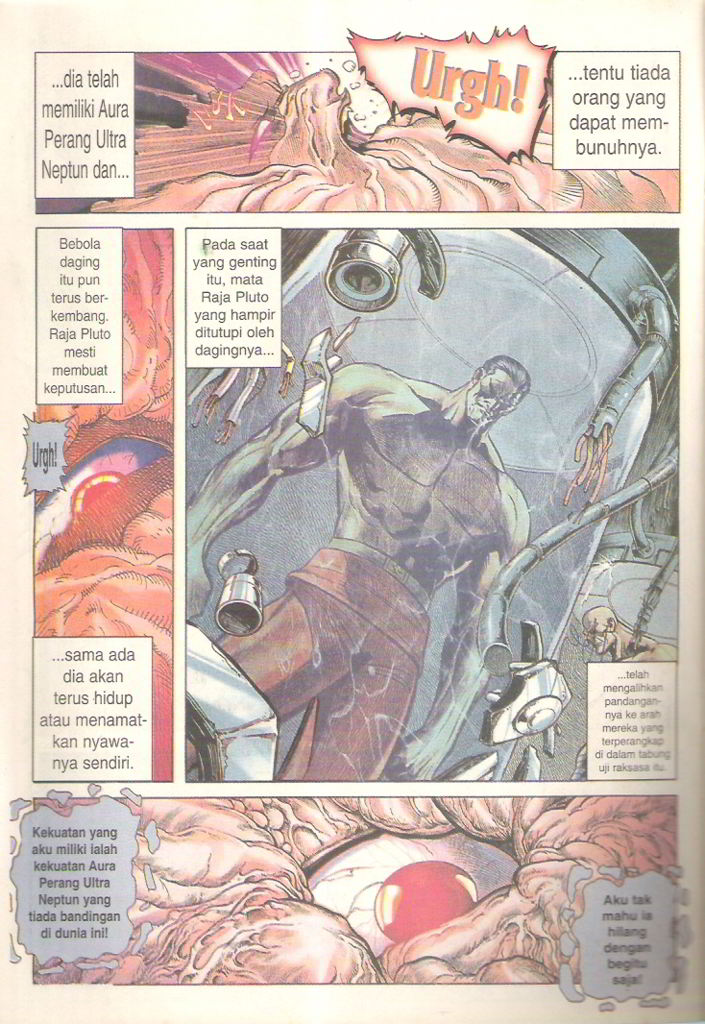 ...dia telah
memiliki Aura
Perang Ultra
Neptun dan...
Urgh!
...tentu tiada
orang yang
dapat mem-
bunuhnya.
Bebola
daging
itu pun
terus ber-
kembang.
Raja Pluto
mesti
membuat
keputusan...
Urgh!
...sama ada
dia akan
terus hidup
atau menamat-
kan nyawa-
nya sendiri.
Pada saat
yang genting
itu, mata
Raja Pluto
yang hampir
ditutupi oleh
dagingnya...
...telah
mengalihkan
pandangan-
nya ke arah
mereka yang
terperangkap
di dalam tabung
uji raksasa itu.
Kekuatan yang
aku miliki ialah
kekuatan Aura
Perang Ultra
Neptun yang
tiada bandingan
di dunia ini!
Aku tak
mahu ia
hilang
dengan
begitu
saja!